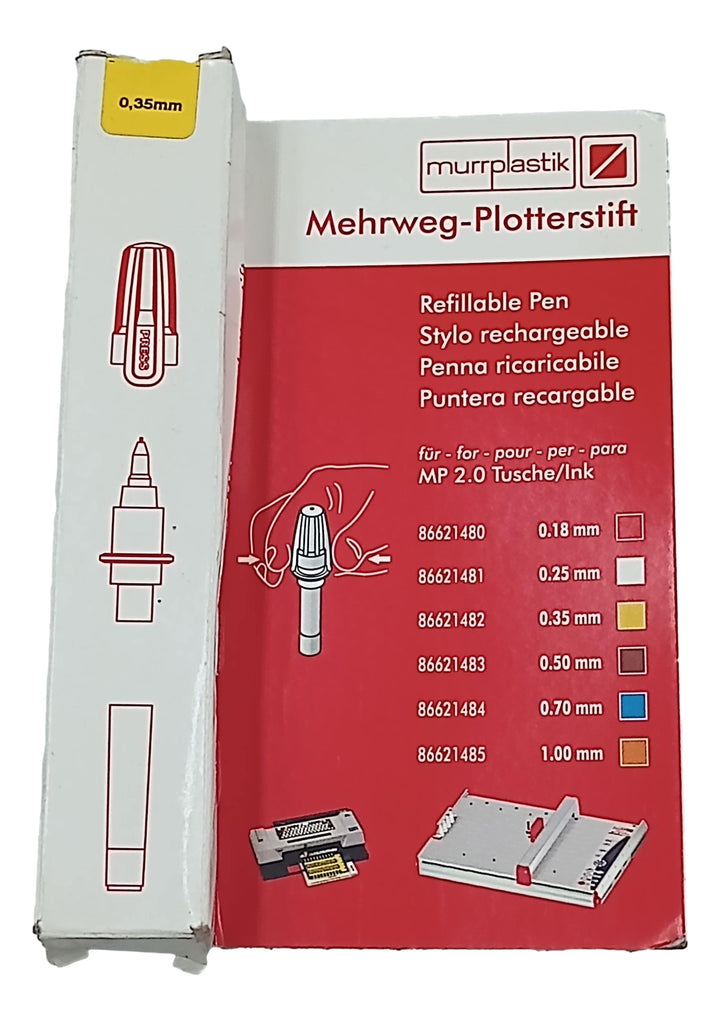 0,35mm
PRESS
murrplastik
Mehrweg-Plotterstift
Refillable Pen
Stylo rechargeable
Penna ricaricabile
Puntera recargable
für - for - pour - per - para
MP 2.0 Tusche/Ink
86621480 0.18 mm
86621481 0.25 mm
86621482 0.35 mm
86621483 0.50 mm
86621484 0.70 mm
86621485 1.00 mm